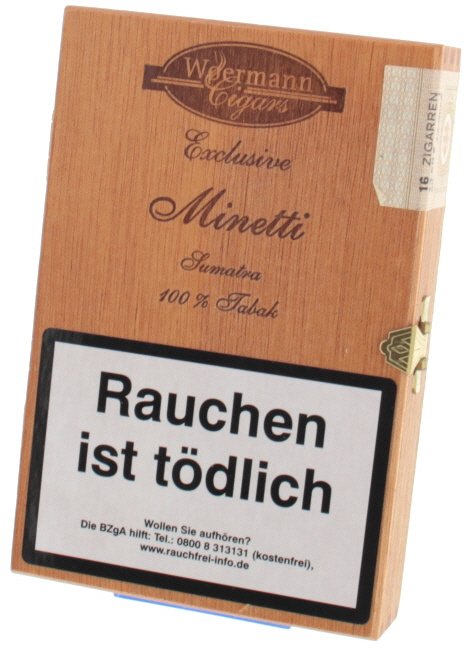 Woermann
Cigars
Exclusive
Minetti
Sumatra
100 % Tabak
16 ZIGARREN
Rauchen
ist tödlich
Wollen Sie aufhören?
Die BZgA hilft: Tel.: 0800 8 313131 (kostenfrei),
www.rauchfrei-info.de